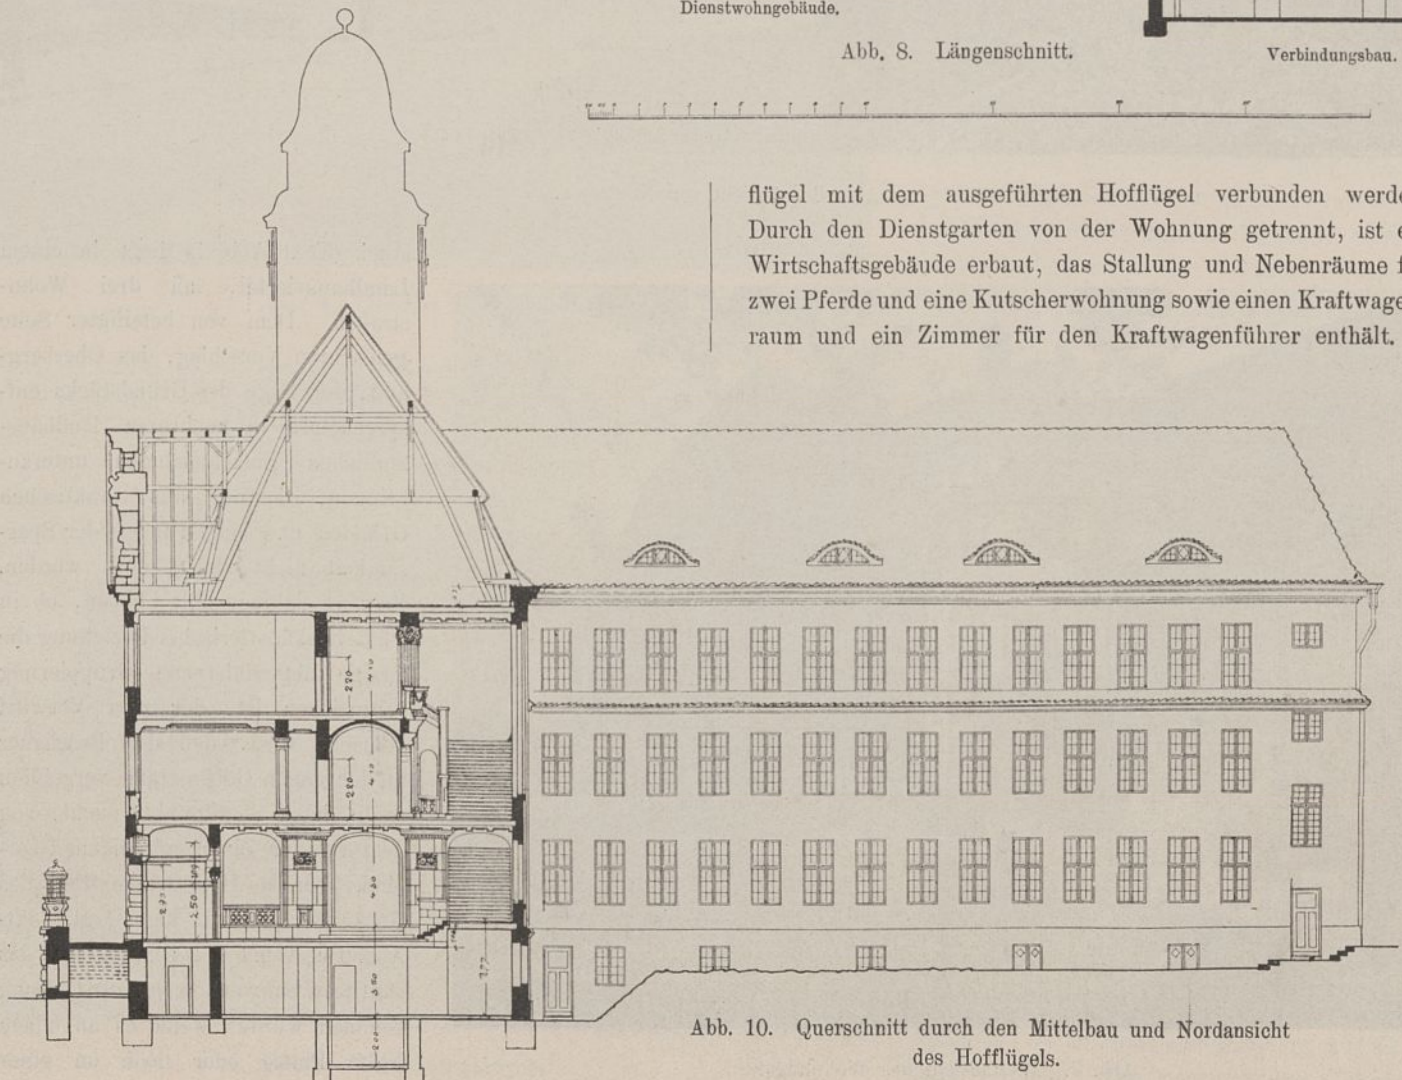 Dienstwohngebäude.
Abb. 8. Längenschnitt.
Verbindungsbau.
flügel mit dem ausgeführten Hofflügel verbunden werde
Durch den Dienstgarten von der Wohnung getrennt, ist e
Wirtschaftsgebäude erbaut, das Stallung und Nebenräume f
zwei Pferde und eine Kutscherwohnung sowie einen Kraftwage
raum und ein Zimmer für den Kraftwagenführer enthält.
Abb. 10. Querschnitt durch den Mittelbau und Nordansicht
des Hofflügels.